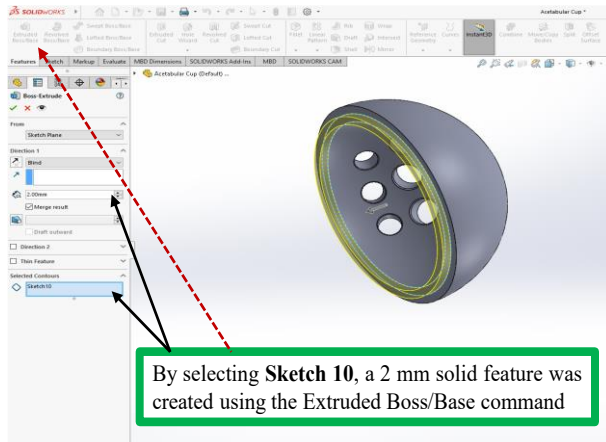 SOLIDWORKS
Acetabular Cup *
Extruded Boss/Base
Revolved Boss/Base
Swept Boss/Base
Lofted Boss/Base
Boundary Boss/Base
Extruded Cut
Hole Wizard
Revolved Cut
Swept Cut
Lofted Cut
Boundary Cut
Fillet
Linear Pattern
Rib
Draft
Shell
Wrap
Intersect
Mirror
Reference Geometry
Curves
Instant3D
Combine
Move/Copy Bodies
Split
Offset Surface
Features
Sketch
Markup
Evaluate
MBD Dimensions
SOLIDWORKS Add-Ins
MBD
SOLIDWORKS CAM
Acetabular Cup (Default) ...
Boss-Extrude
From
Sketch Plane
Direction 1
Blind
2.00mm
Merge result
Draft outward
Direction 2
Thin Feature
Selected Contours
Sketch10
By selecting Sketch 10, a 2 mm solid feature was
created using the Extruded Boss/Base command